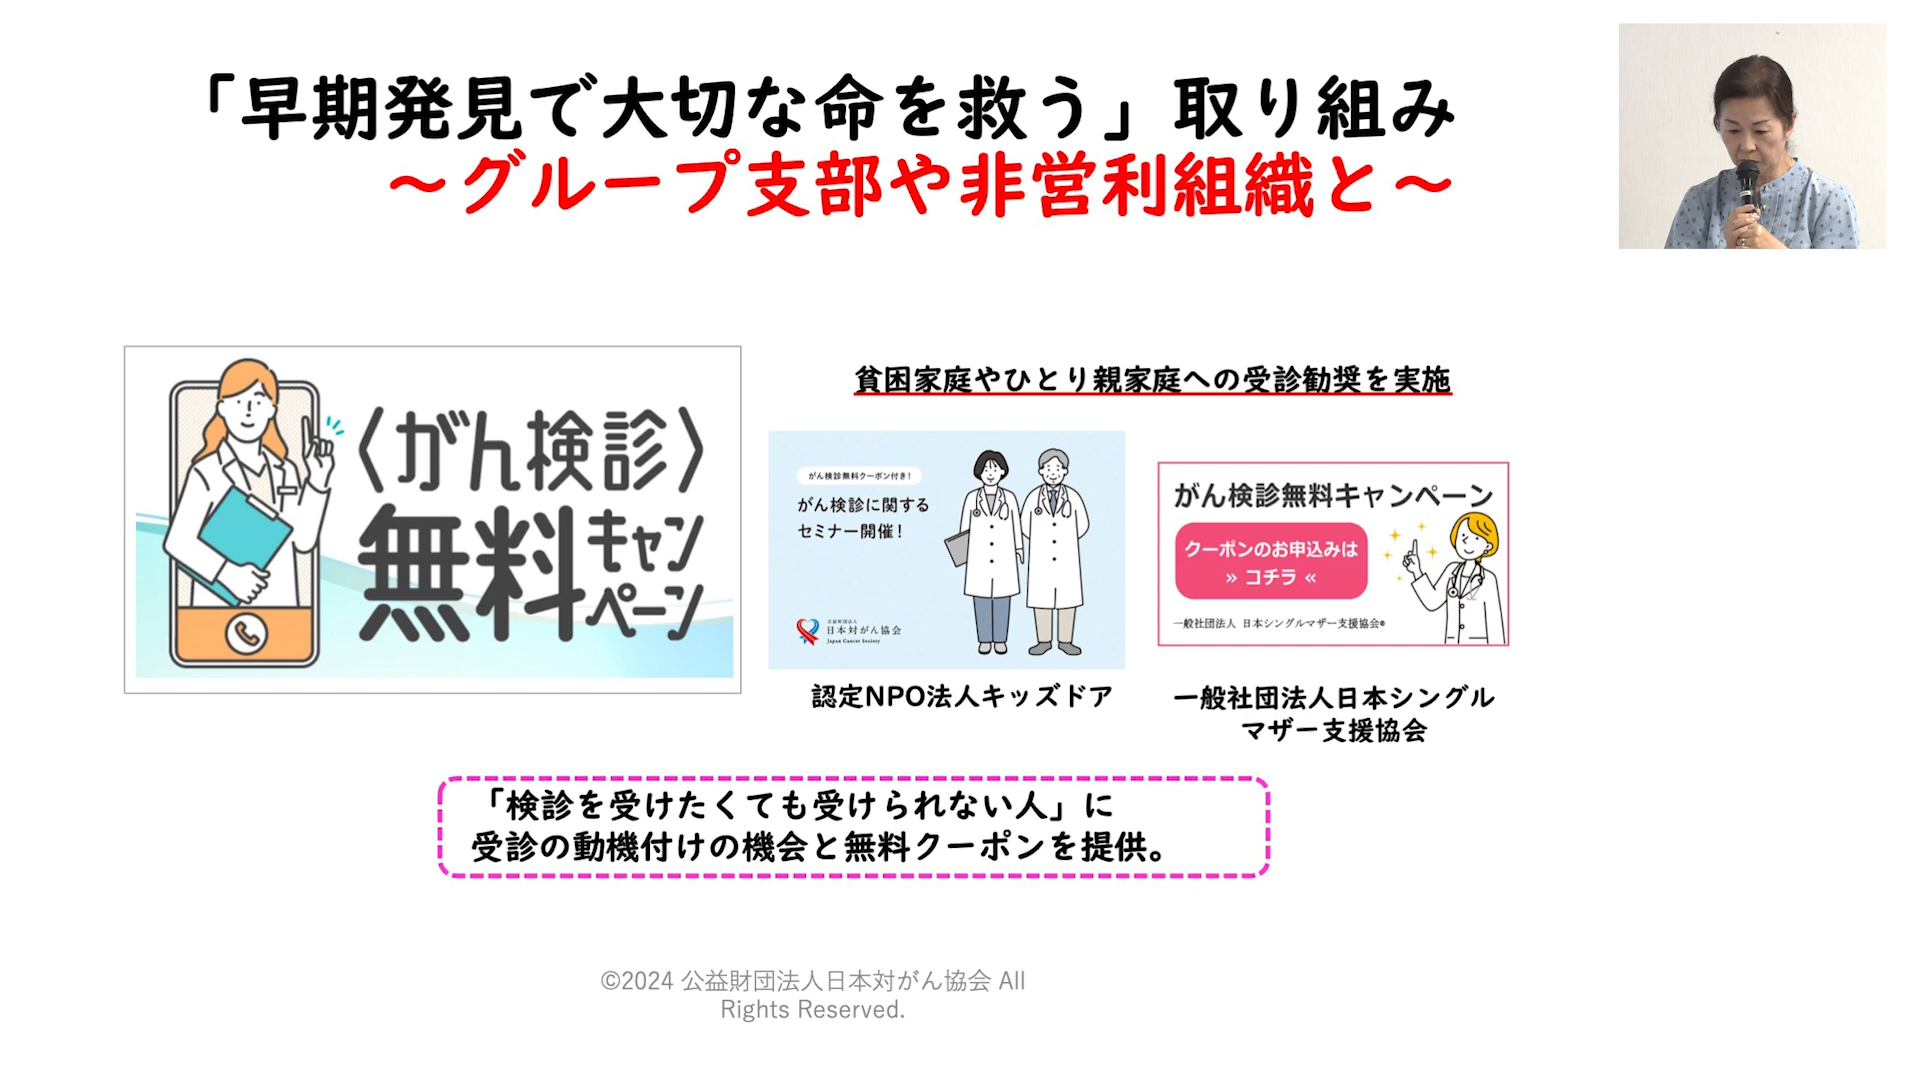 「早期発見で大切な命を救う」取り組み
～グループ支部や非営利組織と～
〈がん検診〉
無料キャンペーン
貧困家庭やひとり親家庭への受診勧奨を実施
がん検診無料クーポン付き！
がん検診に関する
セミナー開催！
公益財団法人
日本対がん協会
Japan Cancer Society
認定NPO法人キッズドア
がん検診無料キャンペーン
クーポンのお申込みは
» コチラ «
一般社団法人 日本シングルマザー支援協会®
一般社団法人日本シングル
マザー支援協会
「検診を受けたくても受けられない人」に
受診の動機付けの機会と無料クーポンを提供。
©2024 公益財団法人日本対がん協会 All
Rights Reserved.